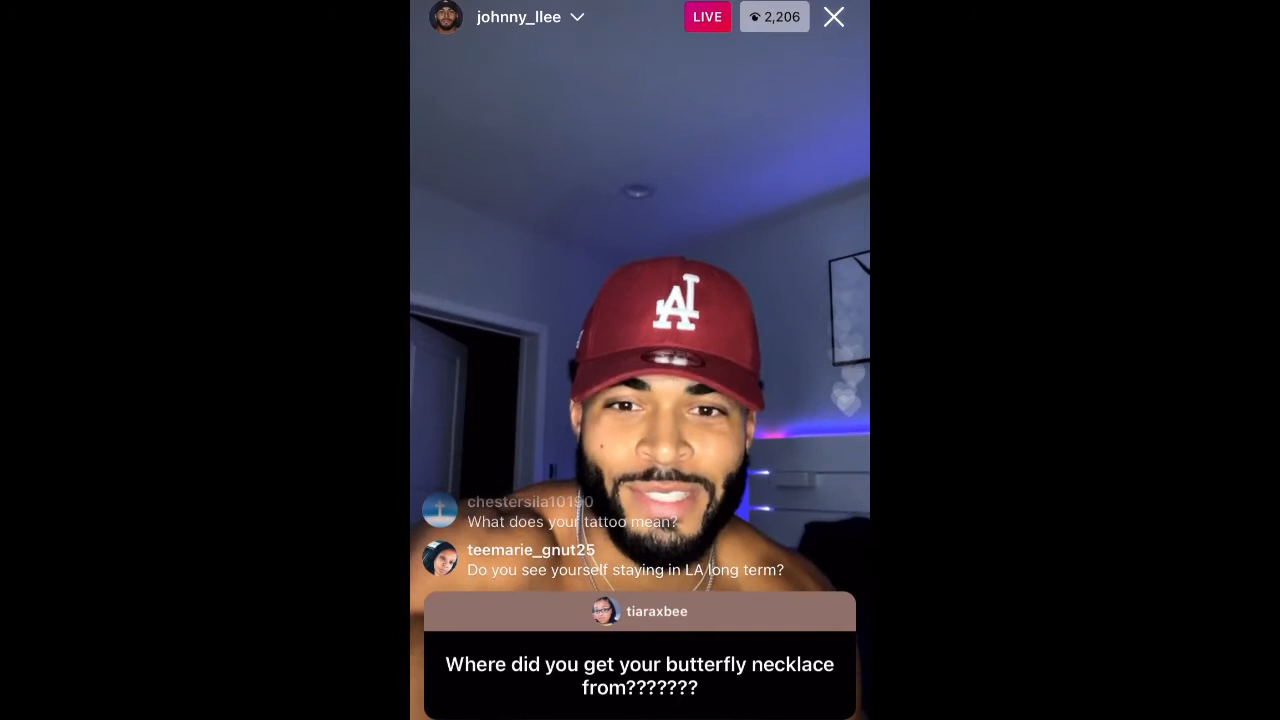 johnny_llee
LIVE
2,206
LA
chestersila10190
What does your tattoo mean?
teemarie_gnut25
Do you see yourself staying in LA long term?
tiaraxbee
Where did you get your butterfly necklace
from???????